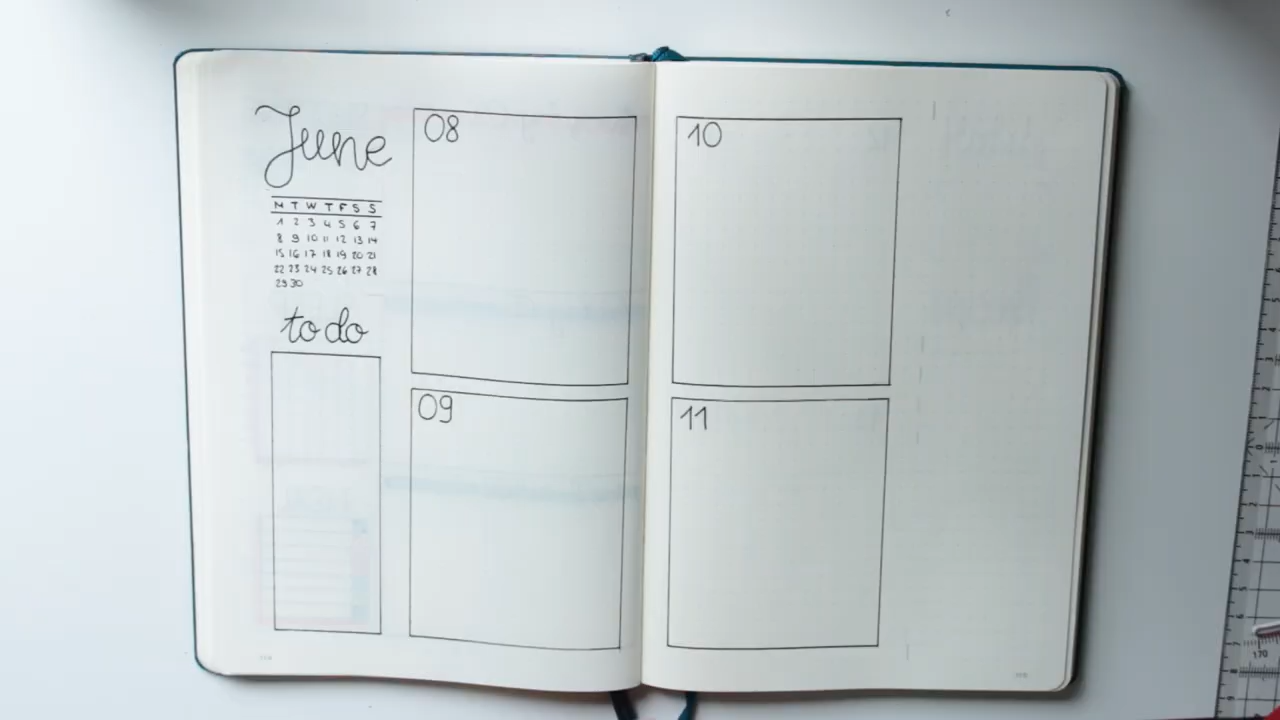 June
M T W T F S S
1 2 3 4 5 6 7
8 9 10 11 12 13 14
15 16 17 18 19 20 21
22 23 24 25 26 27 28
29 30
to do
08
09
10
11
170